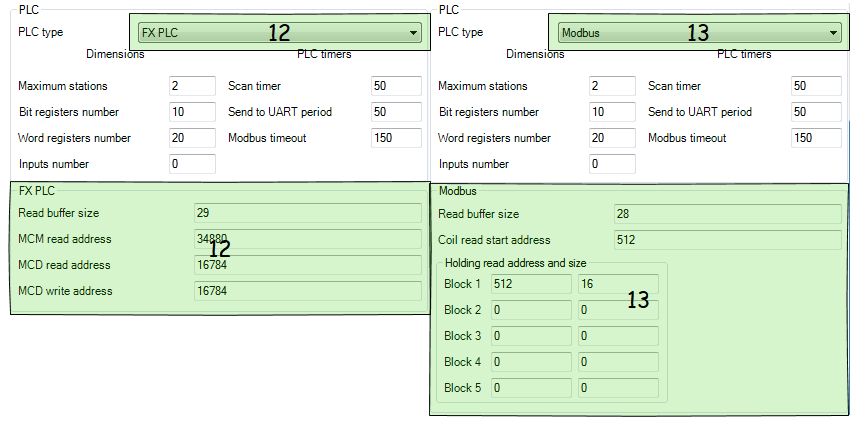 PLC
PLC type FX PLC 12
Dimensions PLC timers
Maximum stations 2 Scan timer 50
Bit registers number 10 Send to UART period 50
Word registers number 20 Modbus timeout 150
Inputs number 0
FX PLC
Read buffer size 29
MCM read address 34880
12
MCD read address 16784
MCD write address 16784
PLC
PLC type Modbus 13
Dimensions PLC timers
Maximum stations 2 Scan timer 50
Bit registers number 10 Send to UART period 50
Word registers number 20 Modbus timeout 150
Inputs number 0
Modbus
Read buffer size 28
Coil read start address 512
Holding read address and size
Block 1 512 16
13
Block 2 0 0
Block 3 0 0
Block 4 0 0
Block 5 0 0